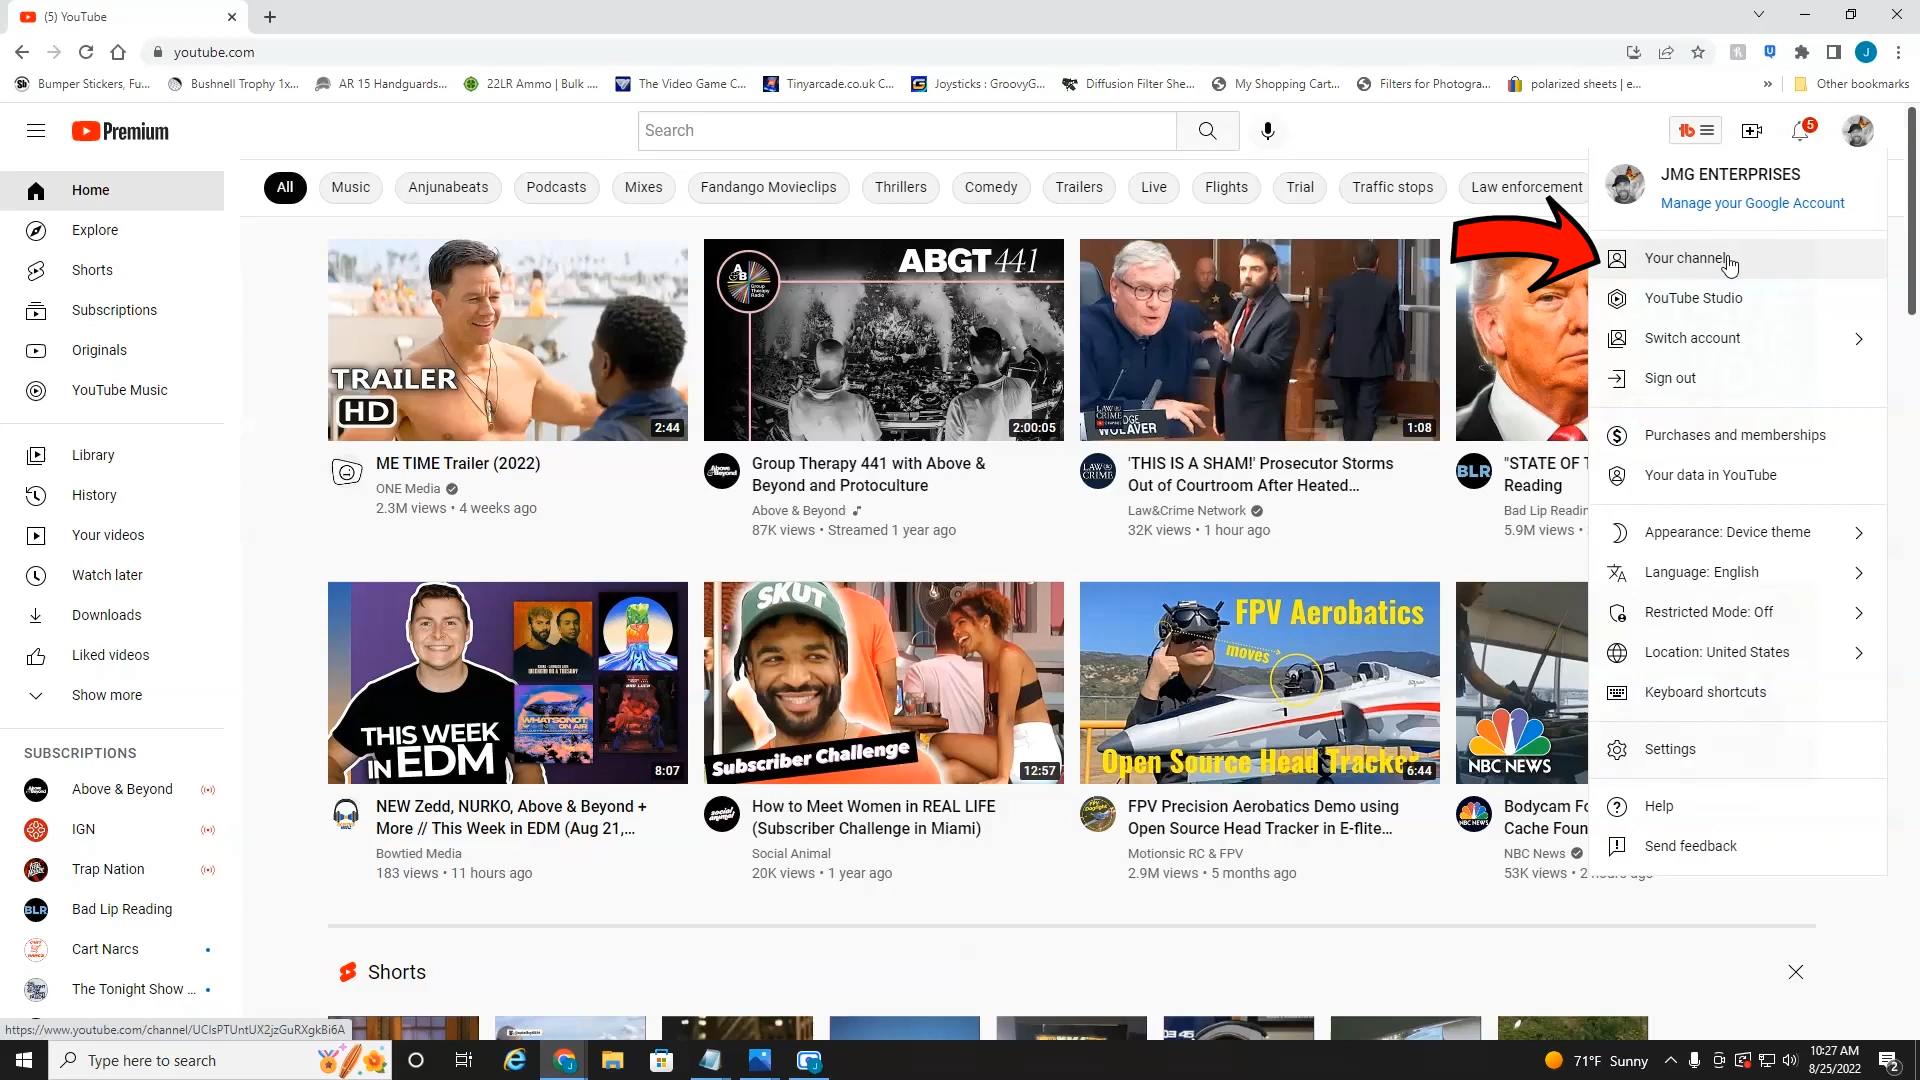 (5) YouTube
youtube.com
Bumper Stickers, Fu... Bushnell Trophy 1x... AR 15 Handguards... 22LR Ammo | Bulk .... The Video Game C... Tinyarcade.co.uk C... Joysticks : GroovyG... Diffusion Filter She... My Shopping Cart... Filters for Photogra... polarized sheets | e... » Other bookmarks
Premium
Search
5
All Music Anjunabeats Podcasts Mixes Fandango Movieclips Thrillers Comedy Trailers Live Flights Trial Traffic stops Law enforcement
Home
Explore
Shorts
Subscriptions
Originals
YouTube Music
Library
History
Your videos
Watch later
Downloads
Liked videos
Show more
SUBSCRIPTIONS
Above & Beyond
IGN
Trap Nation
BLR Bad Lip Reading
Cart Narcs
The Tonight Show ...
TRAILER
HD
2:44
ME TIME Trailer (2022)
ONE Media
2.3M views • 4 weeks ago
A&B
ABGT 441
2:00:05
Group Therapy 441 with Above &
Beyond and Protoculture
Above & Beyond
87K views • Streamed 1 year ago
LAW&
CRIME
WOLAVER
1:08
'THIS IS A SHAM!' Prosecutor Storms
Out of Courtroom After Heated...
Law&Crime Network
32K views • 1 hour ago
BLR
"STATE OF T
Reading
Bad Lip Readin
5.9M views •
THIS WEEK
IN EDM
8:07
NEW Zedd, NURKO, Above & Beyond +
More // This Week in EDM (Aug 21,...
Bowtied Media
183 views • 11 hours ago
SKUT
Subscriber Challenge
12:57
How to Meet Women in REAL LIFE
(Subscriber Challenge in Miami)
Social Animal
20K views • 1 year ago
FPV Aerobatics
moves
Open Source Head Tracker
6:44
FPV Precision Aerobatics Demo using
Open Source Head Tracker in E-flite...
Motionsic RC & FPV
2.9M views • 5 months ago
NBC NEWS
Bodycam Fo
Cache Foun
NBC News
53K views • 2 hours ago
JMG ENTERPRISES
Manage your Google Account
Your channel
YouTube Studio
Switch account
Sign out
Purchases and memberships
Your data in YouTube
Appearance: Device theme
Language: English
Restricted Mode: Off
Location: United States
Keyboard shortcuts
Settings
Help
Send feedback
Shorts
https://www.youtube.com/channel/UCIsPTUntUX2jzGuRXgkBi6A
Type here to search
71°F Sunny
10:27 AM
8/25/2022
2